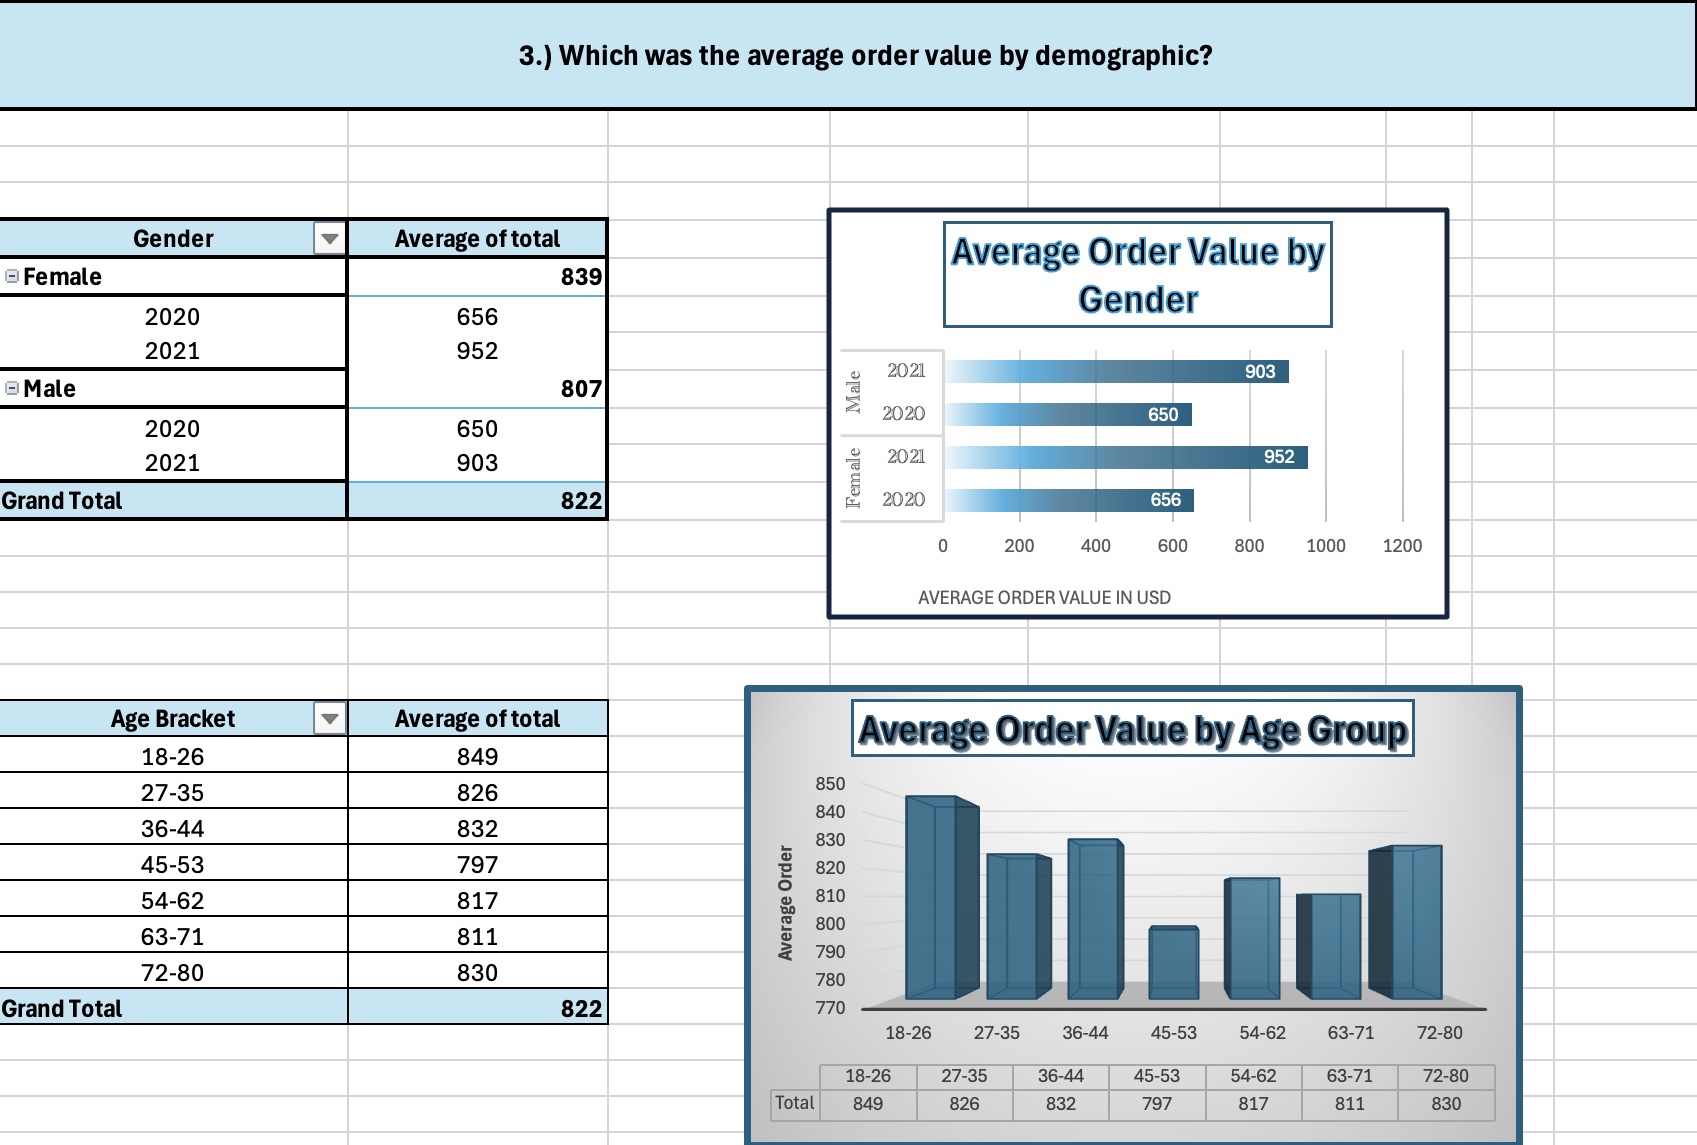 3.) Which was the average order value by demographic?
Gender Average of total
Female 839
2020 656
2021 952
Male 807
2020 650
2021 903
Grand Total 822
Average Order Value by
Gender
Male
2021 903
2020 650
Female
2021 952
2020 656
0 200 400 600 800 1000 1200
AVERAGE ORDER VALUE IN USD
Age Bracket Average of total
18-26 849
27-35 826
36-44 832
45-53 797
54-62 817
63-71 811
72-80 830
Grand Total 822
Average Order Value by Age Group
Average Order
850
840
830
820
810
800
790
780
770
18-26 27-35 36-44 45-53 54-62 63-71 72-80
18-26 27-35 36-44 45-53 54-62 63-71 72-80
Total 849 826 832 797 817 811 830